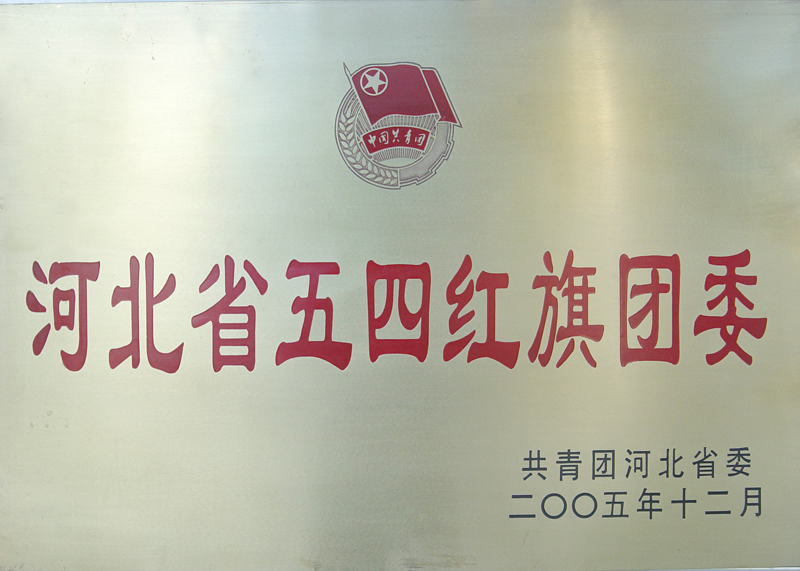 中国共青团
河北省五四红旗团委
共青团河北省委
二〇〇五年十二月